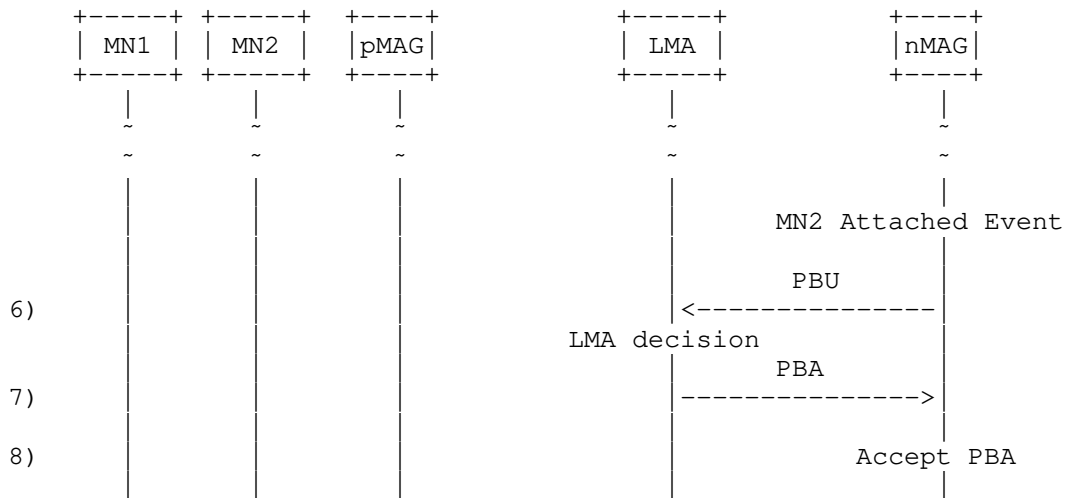 MN1 MN2 pMAG LMA nMAG
MN2 Attached Event
PBU
6)
LMA decision
PBA
7)
8) Accept PBA